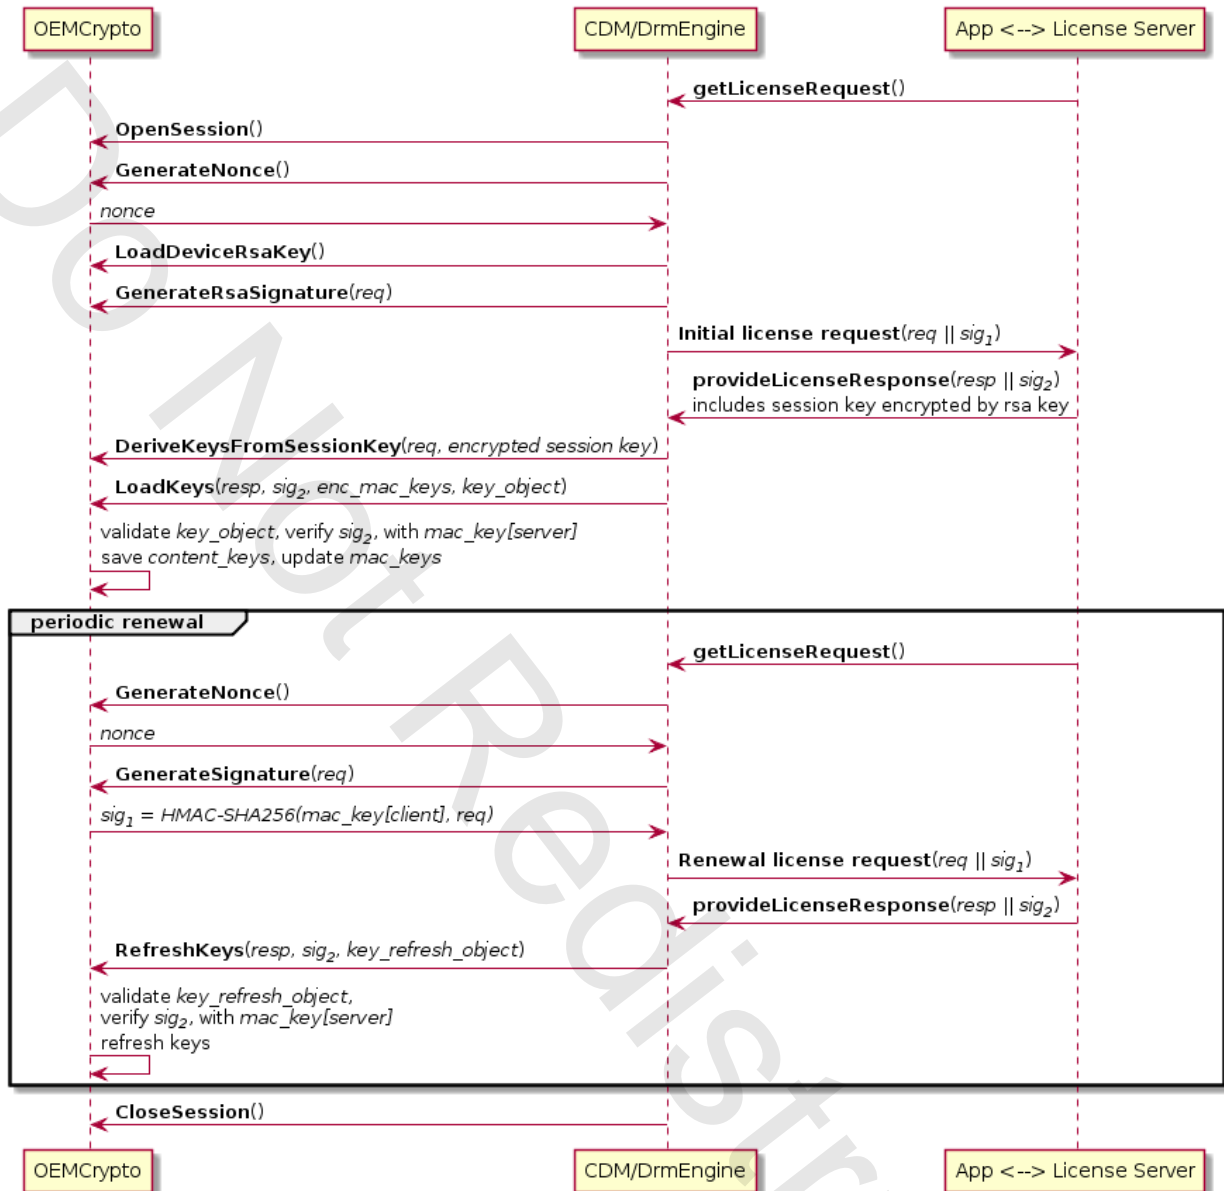 OEMCrypto
CDM/DrmEngine
App <--> License Server
getLicenseRequest()
OpenSession()
GenerateNonce()
nonce
LoadDeviceRsaKey()
GenerateRsaSignature(req)
Initial license request(req || sig1)
provideLicenseResponse(resp || sig2)
includes session key encrypted by rsa key
DeriveKeysFromSessionKey(req, encrypted session key)
LoadKeys(resp, sig2, enc_mac_keys, key_object)
validate key_object, verify sig2, with mac_key[server]
save content_keys, update mac_keys
periodic renewal
getLicenseRequest()
GenerateNonce()
nonce
GenerateSignature(req)
sig1 = HMAC-SHA256(mac_key[client], req)
Renewal license request(req || sig1)
provideLicenseResponse(resp || sig2)
RefreshKeys(resp, sig2, key_refresh_object)
validate key_refresh_object,
verify sig2, with mac_key[server]
refresh keys
CloseSession()
OEMCrypto
CDM/DrmEngine
App <--> License Server
Do Not Redistr